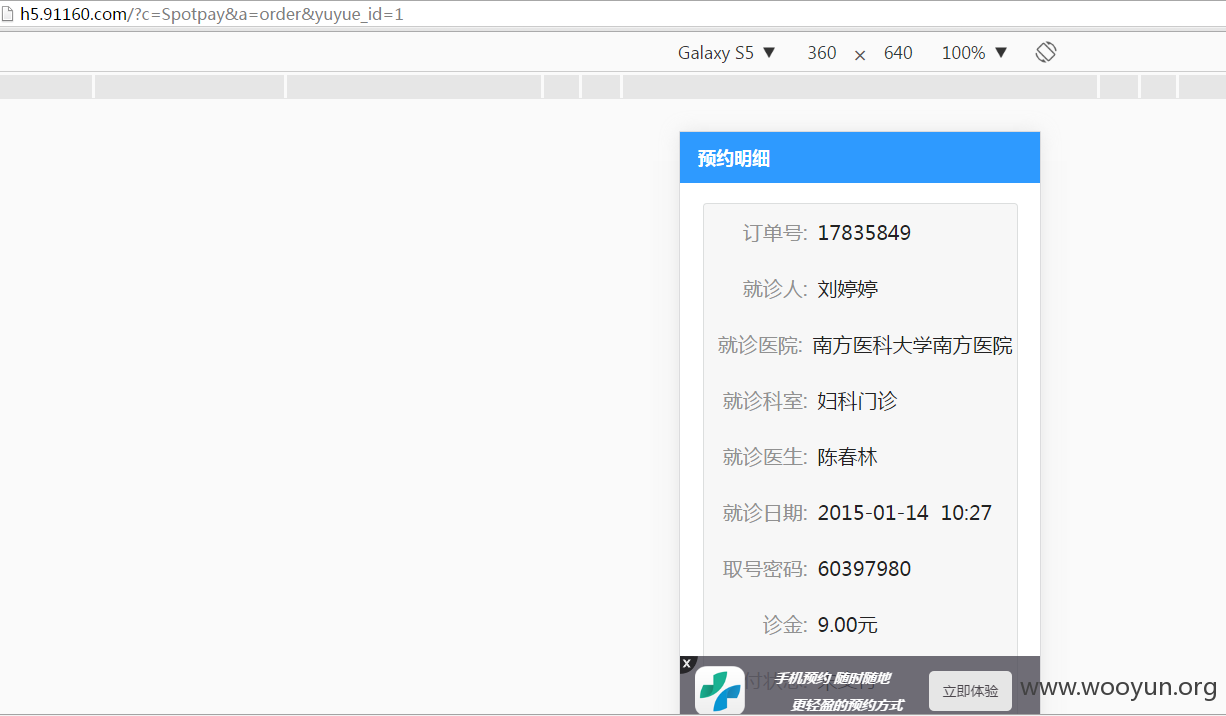 h5.91160.com/?c=Spotpay&a=order&yuyue_id=1
Galaxy S5 ▼ 360 × 640 100% ▼
预约明细
订单号: 17835849
就诊人: 刘婷婷
就诊医院: 南方医科大学南方医院
就诊科室: 妇科门诊
就诊医生: 陈春林
就诊日期: 2015-01-14 10:27
取号密码: 60397980
诊金: 9.00元
x
手机预约 随时随地
更轻盈的预约方式
立即体验
www.wooyun.org